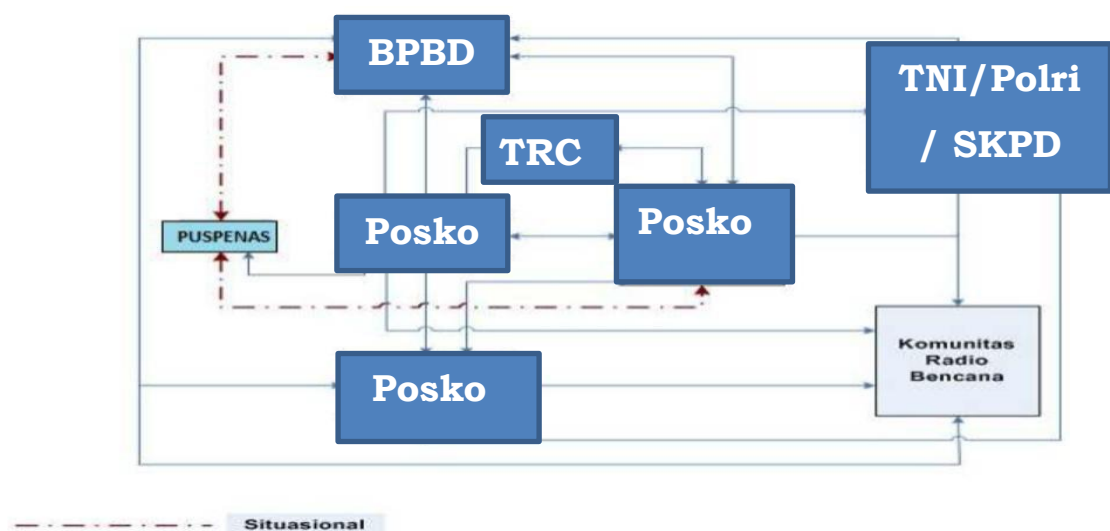 BPBD
TNI/Polri
/ SKPD
TRC
Posko
Posko
PUSPENAS
Komunitas
Radio
Bencana
Posko
Situasional